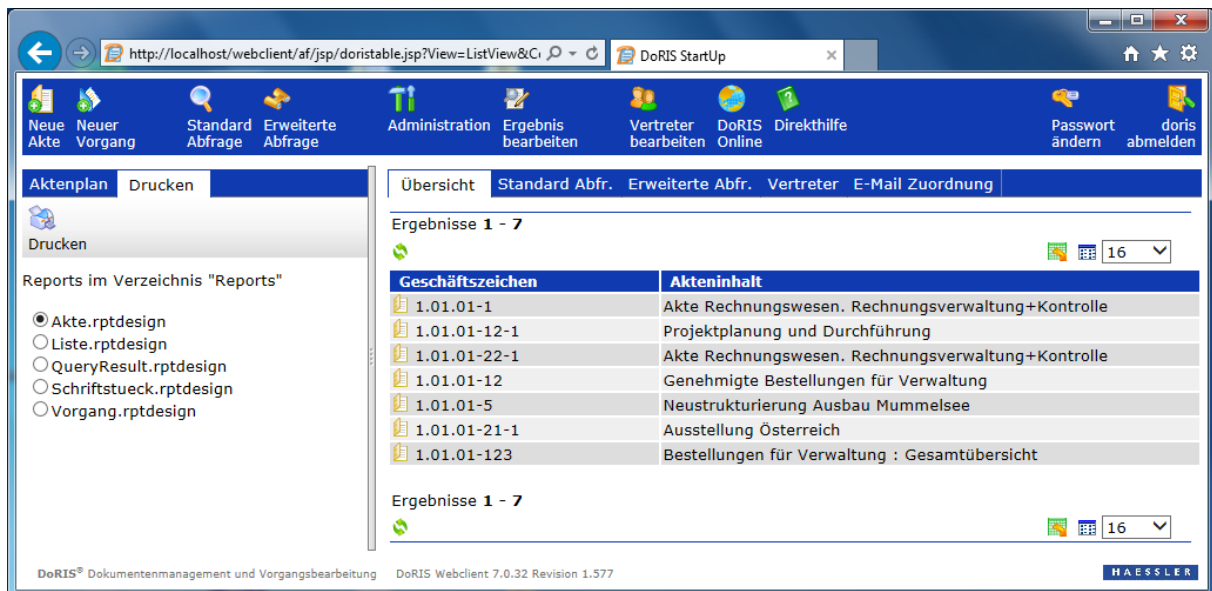 http://localhost/webclient/af/jsp/doristable.jsp?View=ListView&C
DoRIS StartUp
Neue Akte
Neuer Vorgang
Standard Abfrage
Erweiterte Abfrage
Administration
Ergebnis bearbeiten
Vertreter bearbeiten
DoRIS Online
Direkthilfe
Passwort ändern
doris abmelden
Aktenplan
Drucken
Drucken
Reports im Verzeichnis "Reports"
Akte.rptdesign
Liste.rptdesign
QueryResult.rptdesign
Schriftstueck.rptdesign
Vorgang.rptdesign
Übersicht
Standard Abfr.
Erweiterte Abfr.
Vertreter
E-Mail Zuordnung
Ergebnisse 1 - 7
16
Geschäftszeichen Akteninhalt
1.01.01-1 Akte Rechnungswesen. Rechnungsverwaltung+Kontrolle
1.01.01-12-1 Projektplanung und Durchführung
1.01.01-22-1 Akte Rechnungswesen. Rechnungsverwaltung+Kontrolle
1.01.01-12 Genehmigte Bestellungen für Verwaltung
1.01.01-5 Neustrukturierung Ausbau Mummelsee
1.01.01-21-1 Ausstellung Österreich
1.01.01-123 Bestellungen für Verwaltung : Gesamtübersicht
Ergebnisse 1 - 7
16
DoRIS® Dokumentenmanagement und Vorgangsbearbeitung
DoRIS Webclient 7.0.32 Revision 1.577
HAESSLER